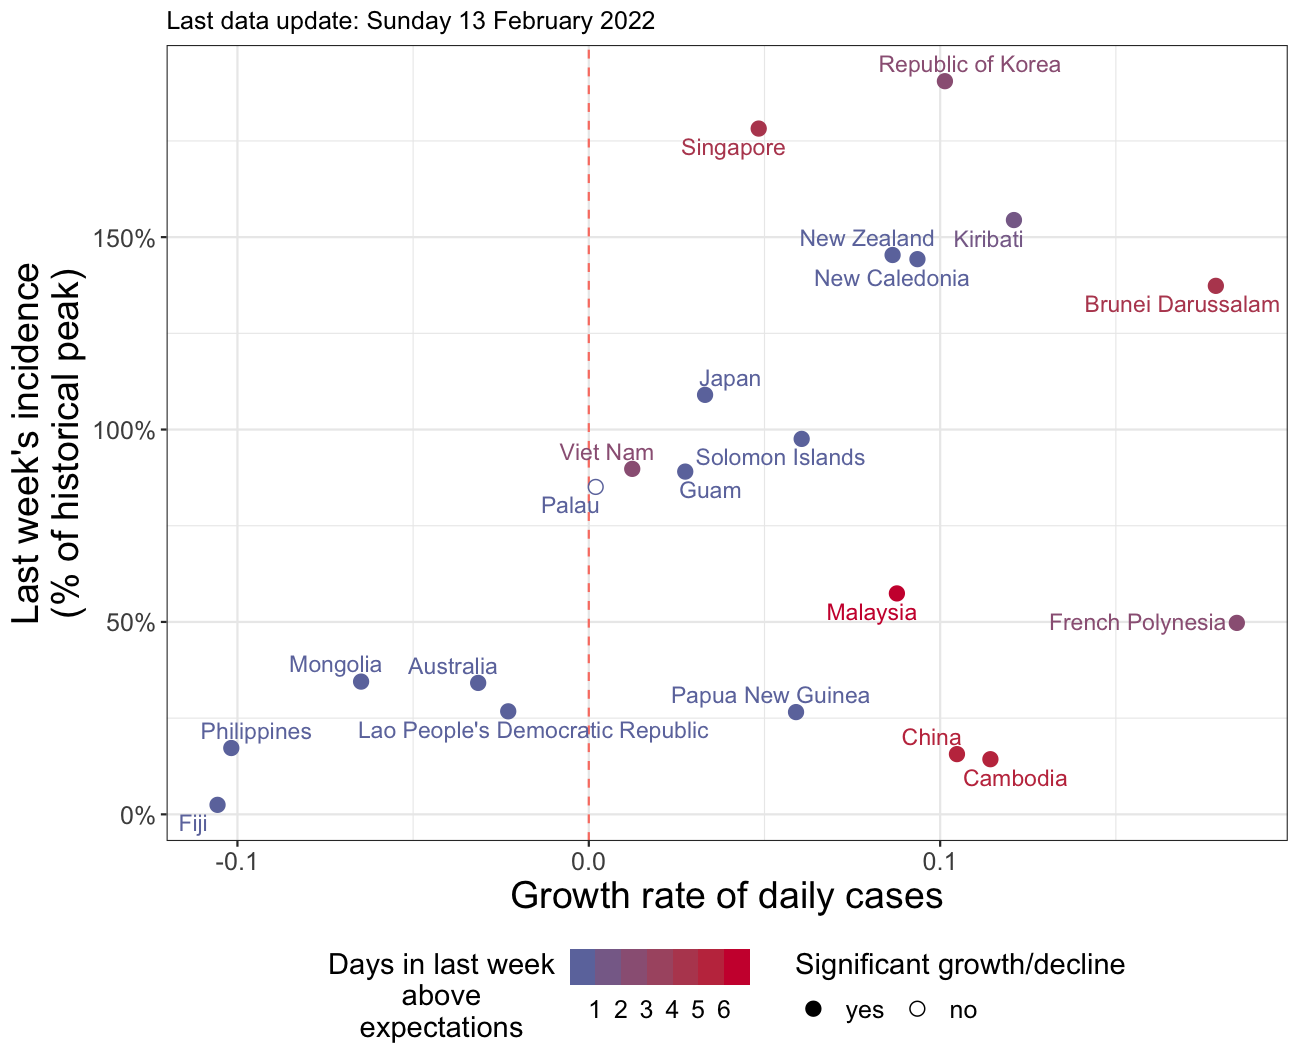 Last data update: Sunday 13 February 2022
Republic of Korea
Singapore
Kiribati
150%
New Zealand
New Caledonia
Brunei Darussalam
Japan
100%
Viet Nam
Solomon Islands
Guam
Palau
Malaysia
50%
French Polynesia
Mongolia
Australia
Papua New Guinea
Philippines
Lao People's Democratic Republic
China
Cambodia
0%
Fiji
Last week's incidence
(% of historical peak)
-0.1
0.0
0.1
Growth rate of daily cases
Days in last week
above
expectations
1 2 3 4 5 6
Significant growth/decline
yes
no